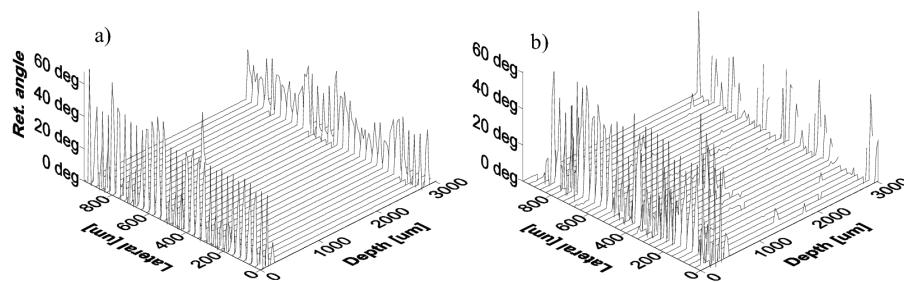 a)
Ret. angle
60 deg
40 deg
20 deg
0 deg
800
600
400
200
0
Lateral [um]
0
1000
2000
3000
Depth [um]
b)
60 deg
40 deg
20 deg
0 deg
800
600
400
200
0
Lateral [um]
0
1000
2000
3000
Depth [um]